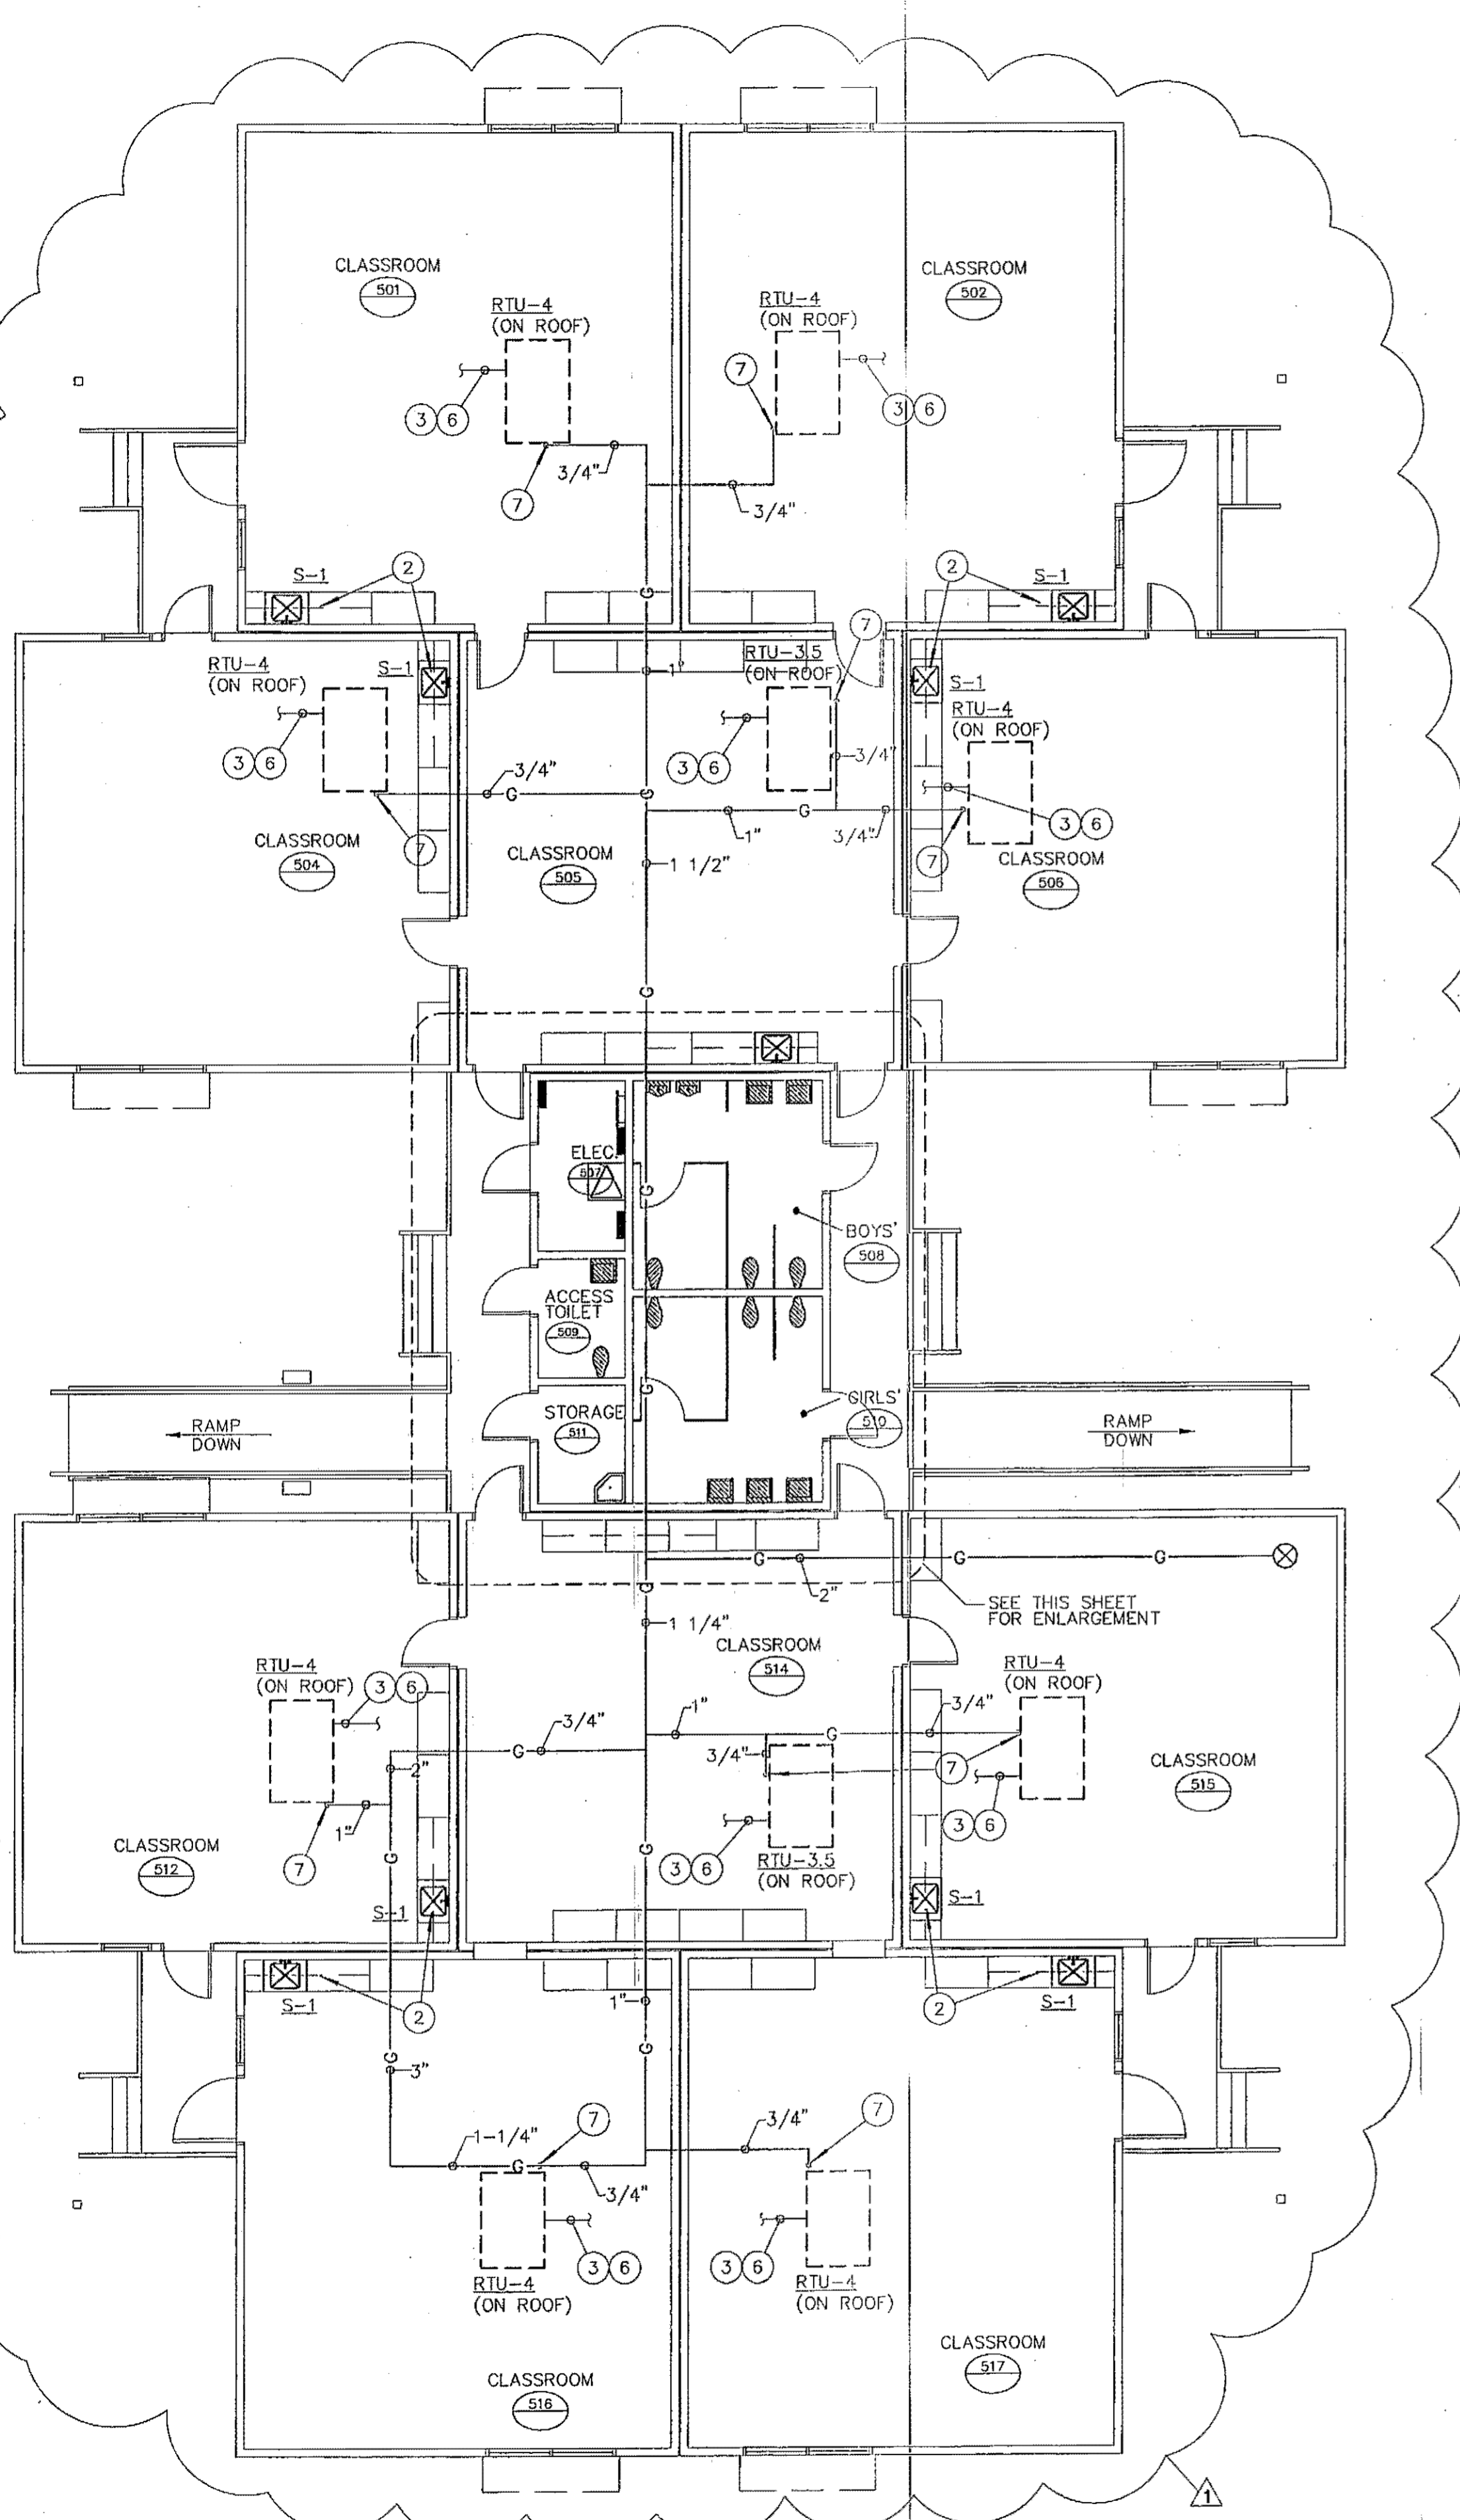 CLASSROOM
501
RTU-4
(ON ROOF)
3 6
7
3/4"
RTU-4
(ON ROOF)
CLASSROOM
502
7
3 6
3/4"
S-1
2
2
S-1
RTU-4
(ON ROOF)
S-1
3 6
3/4"
G
7
CLASSROOM
504
G
1"
RTU-3.5
(ON ROOF)
7
3 6
3/4"
G
1"
G
3/4"
1 1/2"
CLASSROOM
505
G
S-1
RTU-4
(ON ROOF)
3 6
7
CLASSROOM
506
ELEC.
507
G
BOYS'
508
ACCESS
TOILET
509
G
STORAGE
511
GIRLS'
510
RAMP
DOWN
RAMP
DOWN
G
2"
G
G
G
SEE THIS SHEET
FOR ENLARGEMENT
1 1/4"
CLASSROOM
514
RTU-4
(ON ROOF)
3 6
3/4"
G
2"
1"
7
G
CLASSROOM
512
S-1
1"
G
3/4"
3/4"
7
RTU-4
(ON ROOF)
3 6
CLASSROOM
515
3 6
RTU-3.5
(ON ROOF)
G
S-1
S-1
2
1"
G
2
S-1
G
3"
1-1/4"
7
G
3/4"
3/4"
7
3 6
RTU-4
(ON ROOF)
3 6
RTU-4
(ON ROOF)
CLASSROOM
516
CLASSROOM
517
1